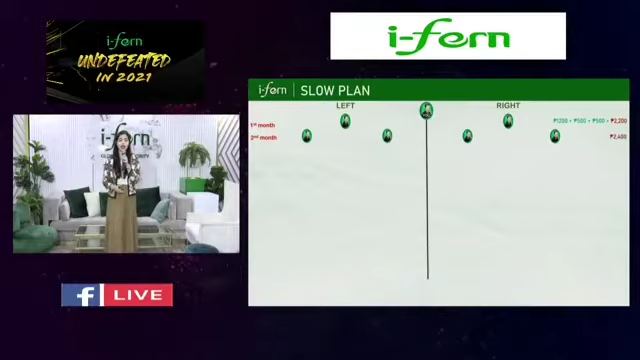 i-fern
UNDEFEATED
IN 2021
i-fern
i-fern
f LIVE
i-fern | SLOW PLAN
LEFT
RIGHT
1st month
₱1200 + ₱500 + ₱500 = ₱2,200
2nd month
₱2,400